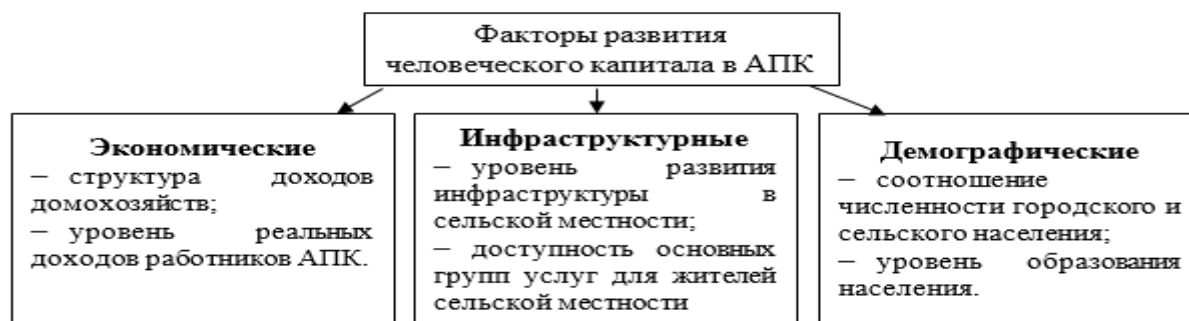 Факторы развития
человеческого капитала в АПК
Экономические
– структура доходов
домохозяйств;
– уровень реальных
доходов работников АПК.
Инфраструктурные
– уровень развития
инфраструктуры в
сельской местности;
– доступность основных
групп услуг для жителей
сельской местности
Демографические
– соотношение
численности городского и
сельского населения;
– уровень образования
населения.